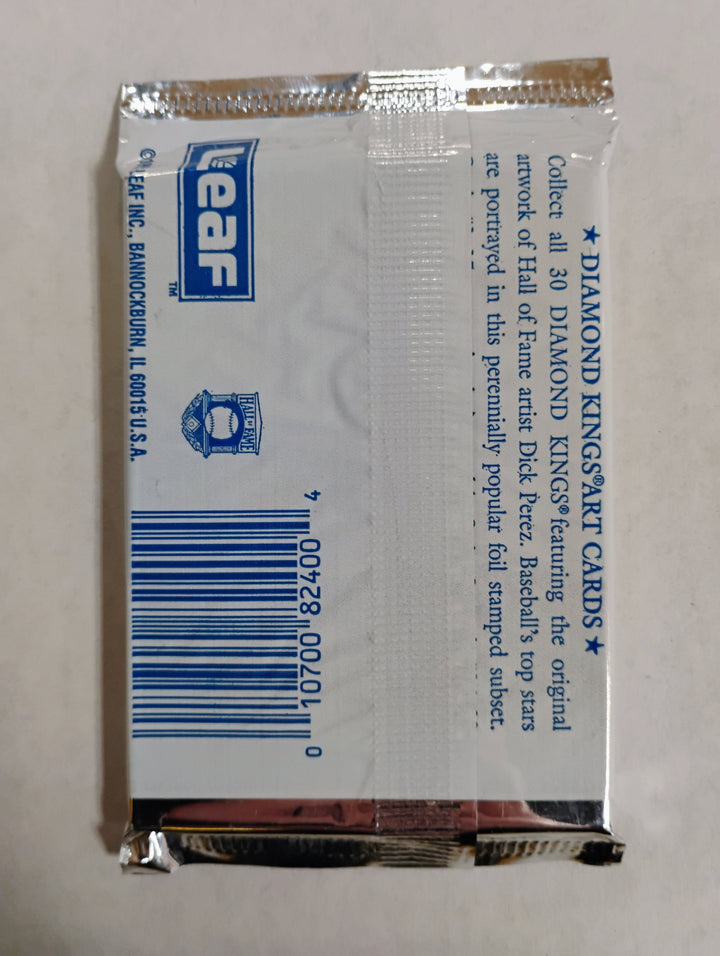 ★ DIAMOND KINGS® ART CARDS ★
Collect all 30 DIAMOND KINGS® featuring the original
artwork of Hall of Fame artist Dick Perez. Baseball's top stars
are portrayed in this perennially popular foil stamped subset.
Leaf
TM
HALL OF FAME
LEAF INC., BANNOCKBURN, IL 60015 U.S.A.
0 10700 82400 4